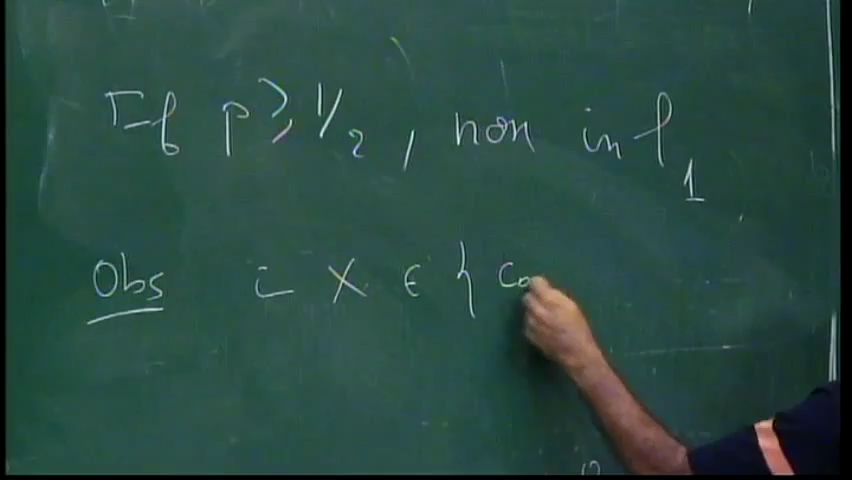 If p ≥ 1/2, non in l₁
Obs i X ∈ { Co